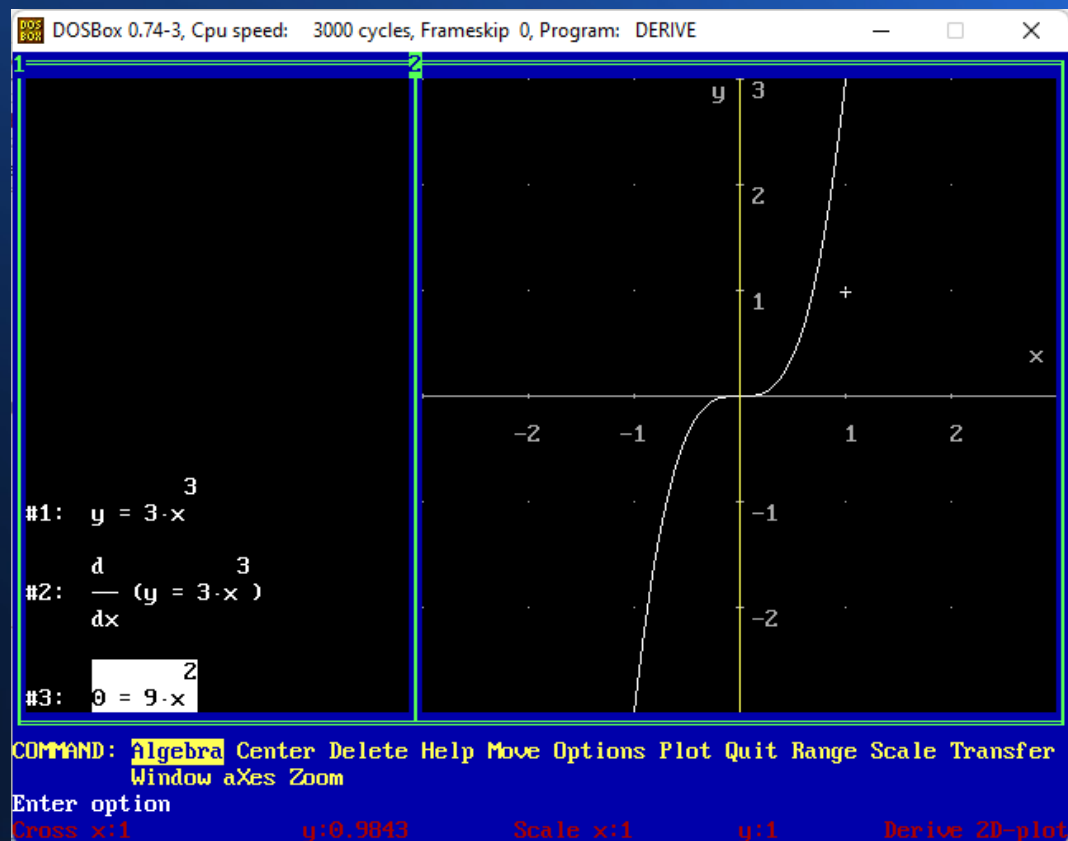 DOS BOX DOSBox 0.74-3, Cpu speed: 3000 cycles, Frameskip 0, Program: DERIVE
1 2
y 3
2
1
x
-2 -1 1 2
-1
-2
3
#1: y = 3·x
d 3
#2: — (y = 3·x )
dx
2
#3: 0 = 9·x
COMMAND: Algebra Center Delete Help Move Options Plot Quit Range Scale Transfer
Window aXes Zoom
Enter option
Cross x:1 y:0.9843 Scale x:1 y:1 Derive 2D-plot